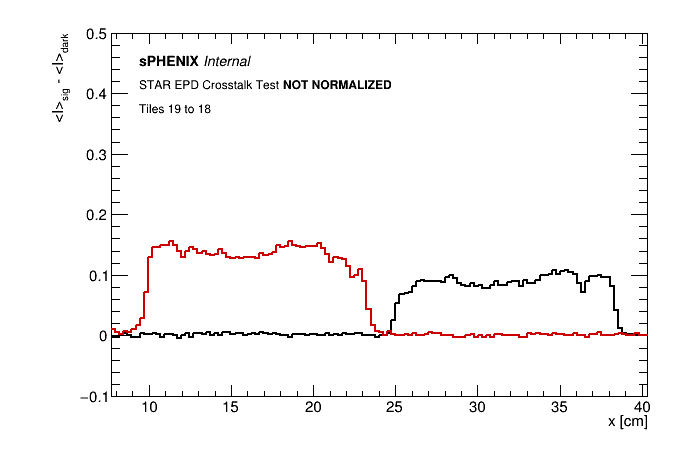 0.5
0.4
0.3
0.2
0.1
0
−0.1
<I>sig - <I>dark
sPHENIX Internal
STAR EPD Crosstalk Test NOT NORMALIZED
Tiles 19 to 18
10 15 20 25 30 35 40
x [cm]